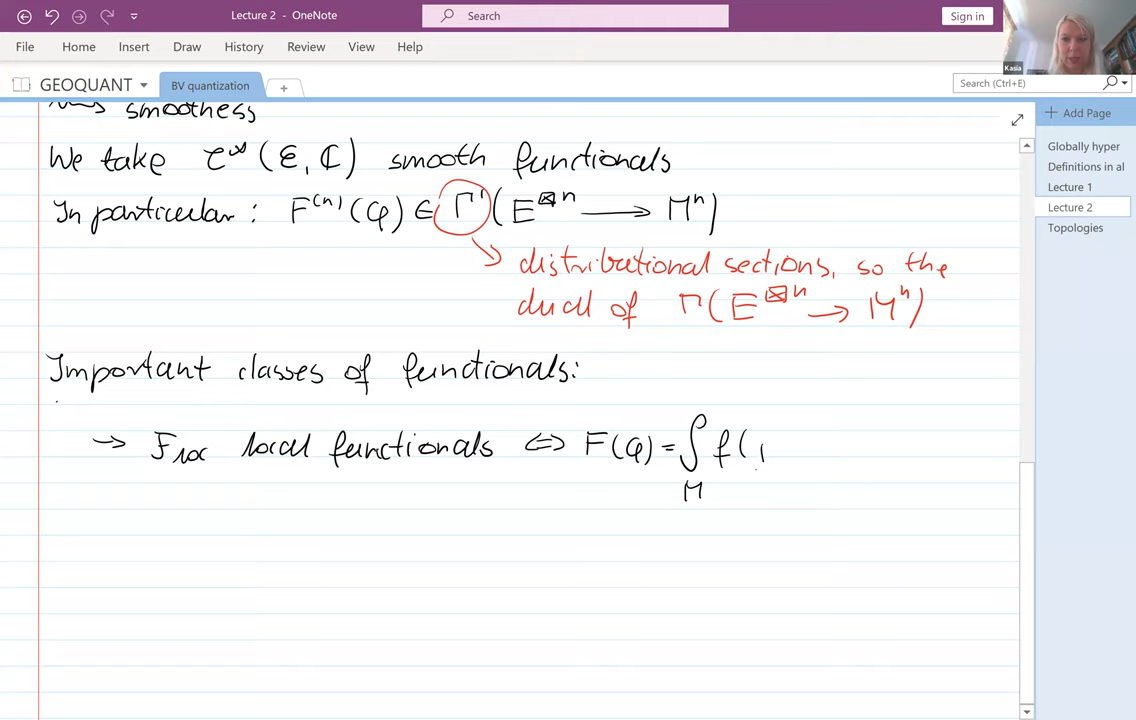 Lecture 2 - OneNote
Search
Sign in
File Home Insert Draw History Review View Help
Kasia
GEOQUANT
BV quantization
Search (Ctrl+E)
Add Page
Globally hyper
Definitions in al
Lecture 1
Lecture 2
Topologies
smoothness
We take C^∞(E, ℂ) smooth functionals
In particular: F^(n)(φ) ∈ Γ'(E^⊠n → M^n)
distributional sections, so the
dual of Γ(E^⊠n → M^n)
Important classes of functionals:
→ F_loc local functionals ⇔ F(φ) = ∫_M f(